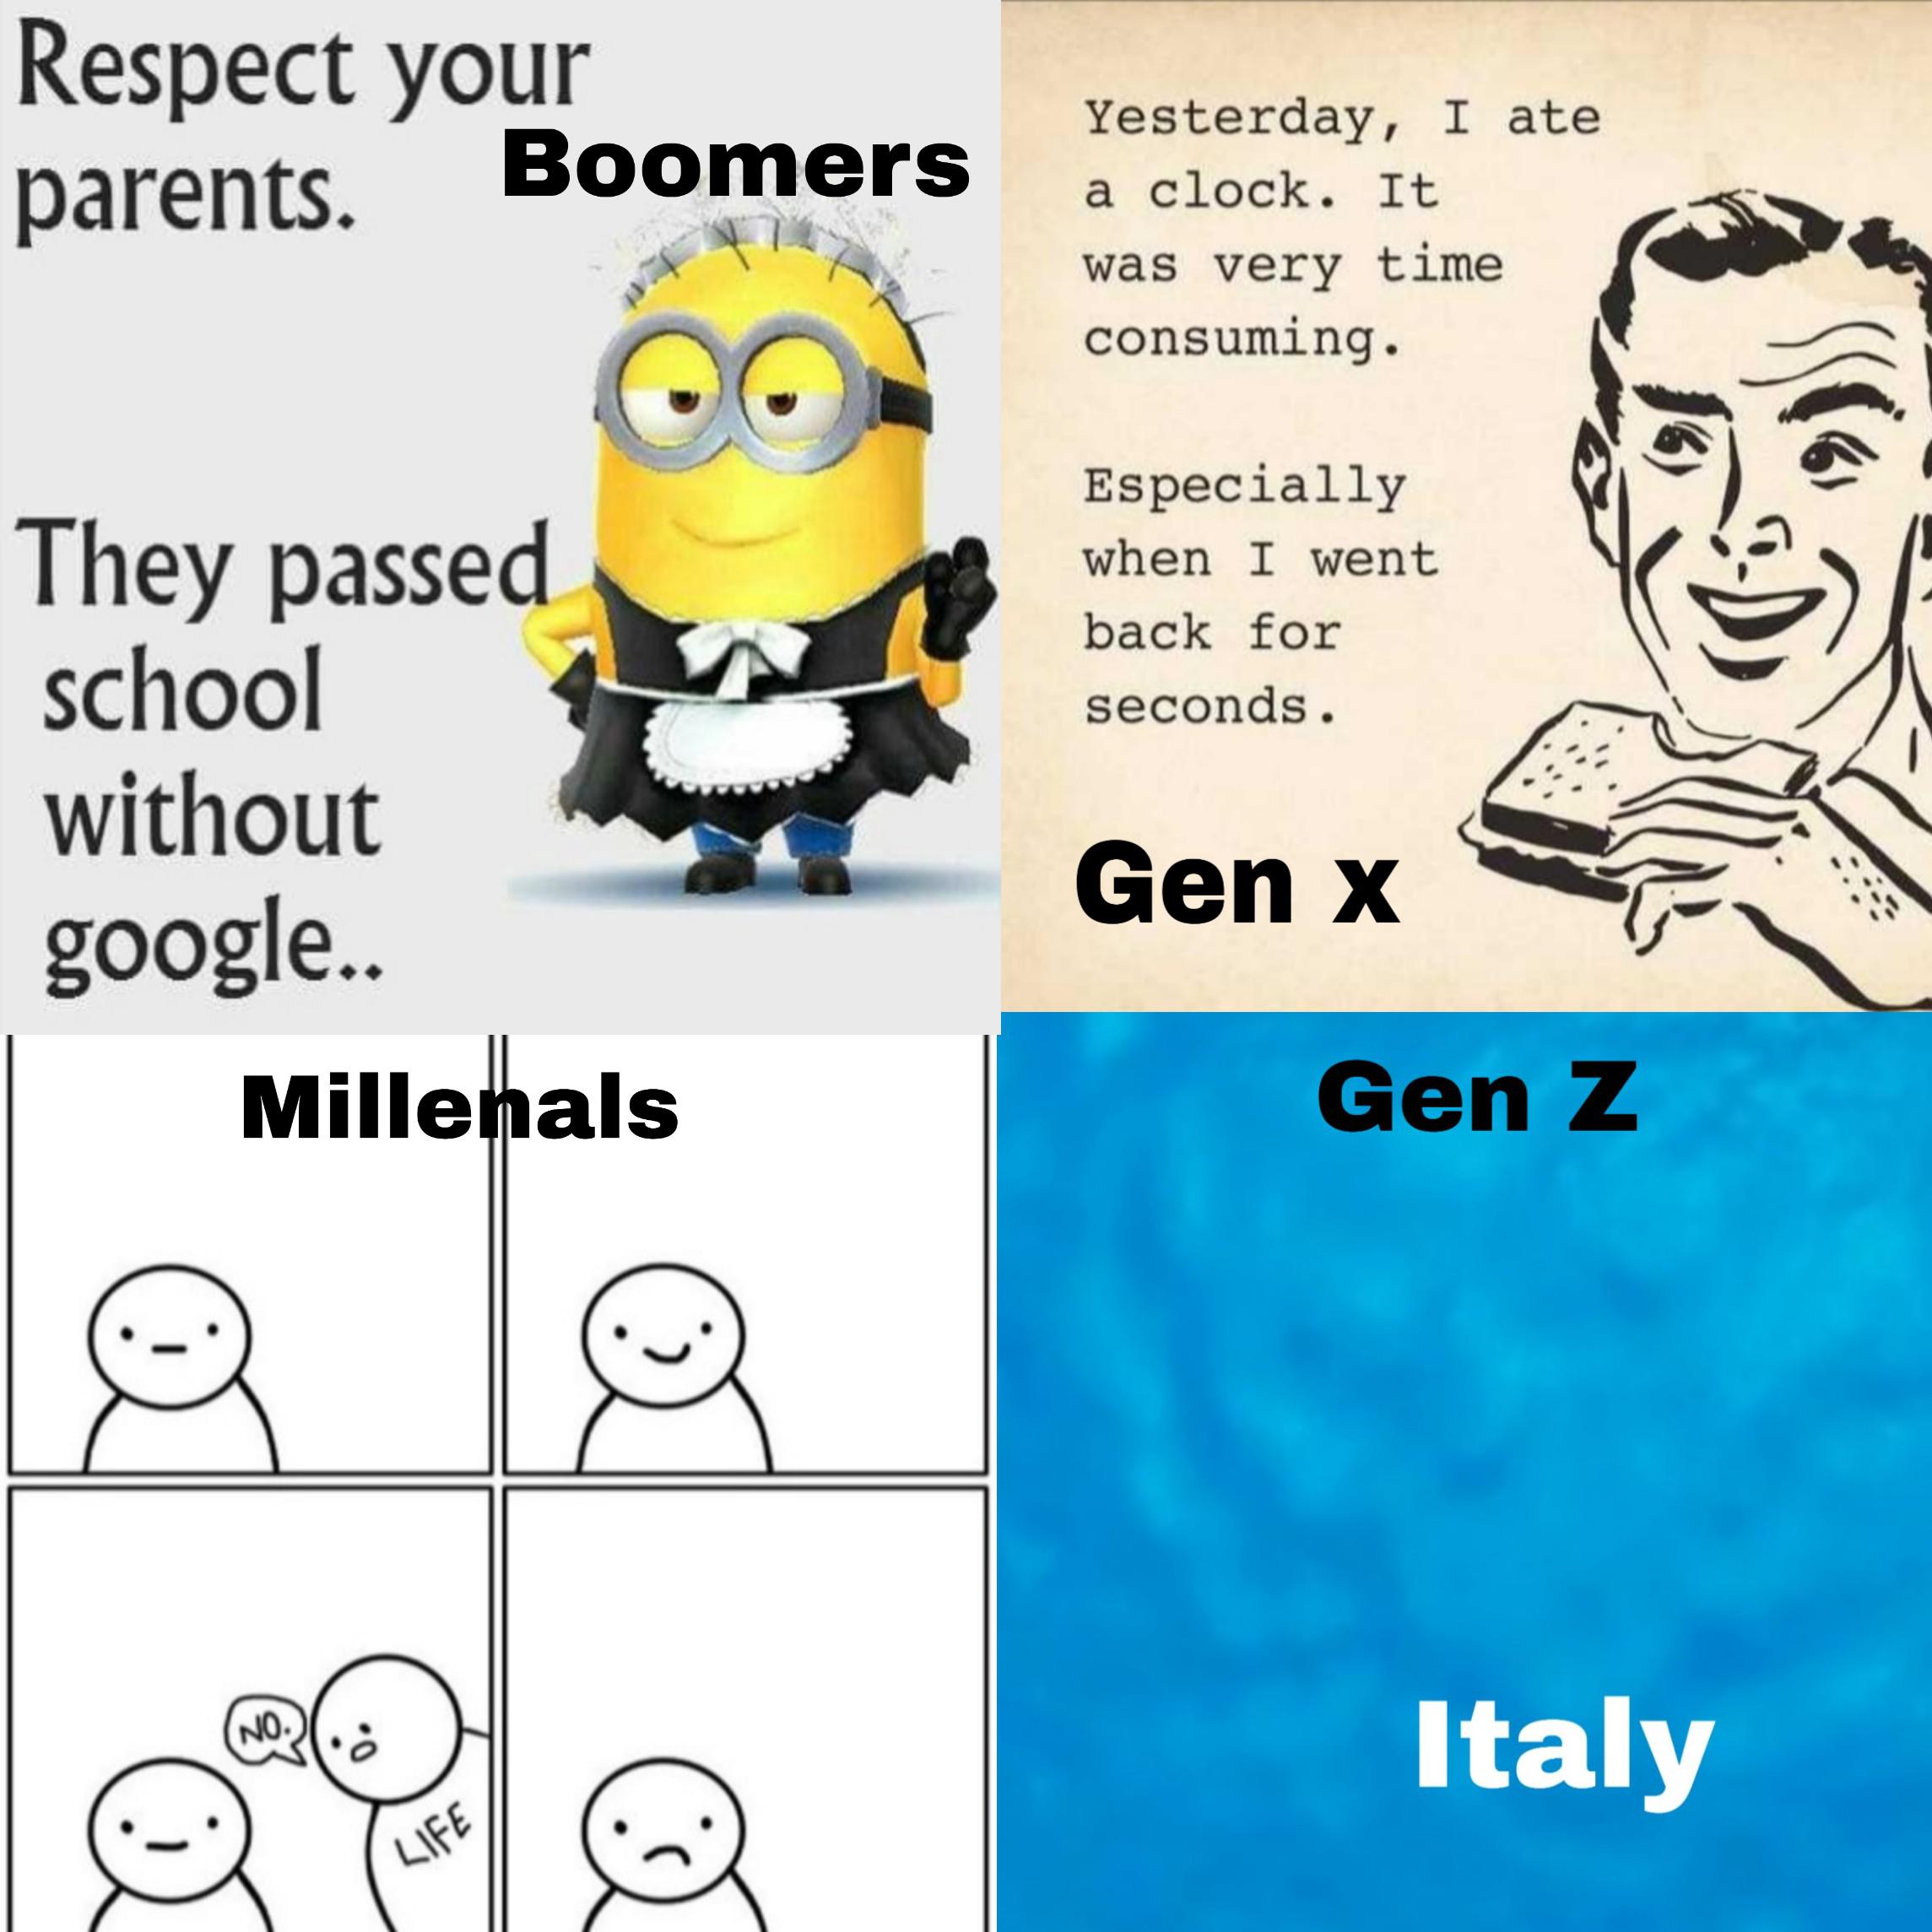 Respect your
parents.
Boomers
They passed
school
without
google..
Yesterday, I ate
a clock. It
was very time
consuming.
Especially
when I went
back for
seconds.
Gen x
Millenals
NO.
LIFE
Gen Z
Italy